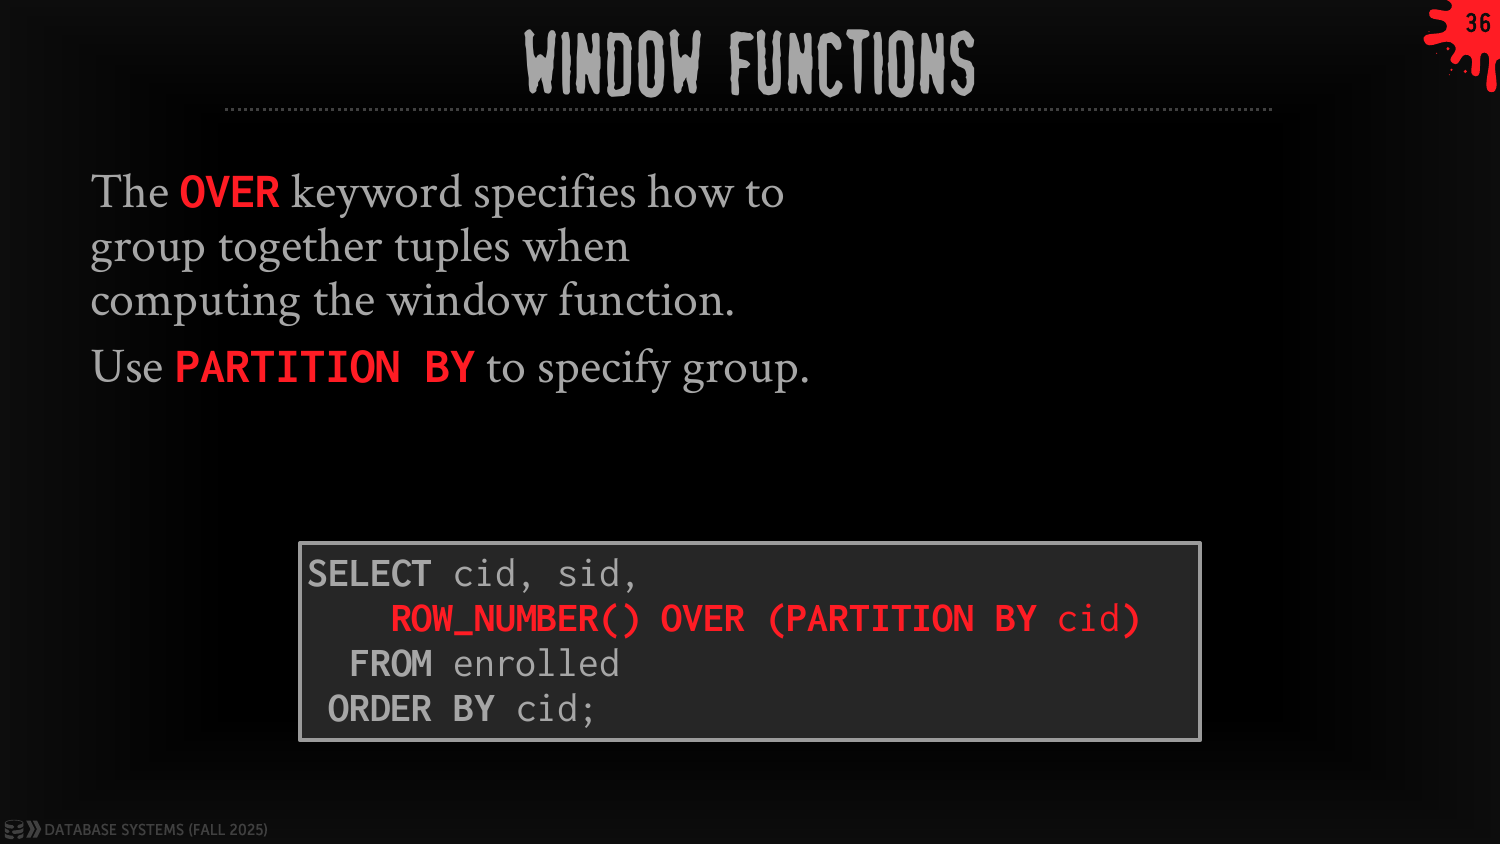 36
WINDOW FUNCTIONS
The OVER keyword specifies how to
group together tuples when
computing the window function.
Use PARTITION BY to specify group.
SELECT cid, sid,
ROW_NUMBER() OVER (PARTITION BY cid)
FROM enrolled
ORDER BY cid;
DATABASE SYSTEMS (FALL 2025)